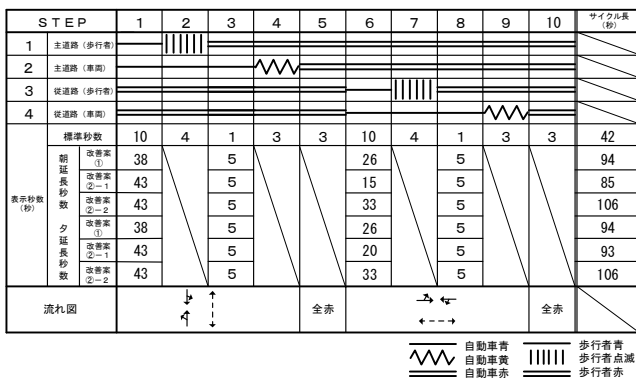 STEP 1 2 3 4 5 6 7 8 9 10 サイクル長(秒)
1 主道路(歩行者)
2 主道路(車両)
3 従道路(歩行者)
4 従道路(車両)
表示秒数(秒) 標準秒数 10 4 1 3 3 10 4 1 3 3 42
朝延長秒数 改善案① 38 5 26 5 94
改善案②-1 43 5 15 5 85
改善案②-2 43 5 33 5 106
夕延長秒数 改善案① 38 5 26 5 94
改善案②-1 43 5 20 5 93
改善案②-2 43 5 33 5 106
流れ図 全赤 全赤
自動車青 歩行者青
自動車黄 歩行者点滅
自動車赤 歩行者赤